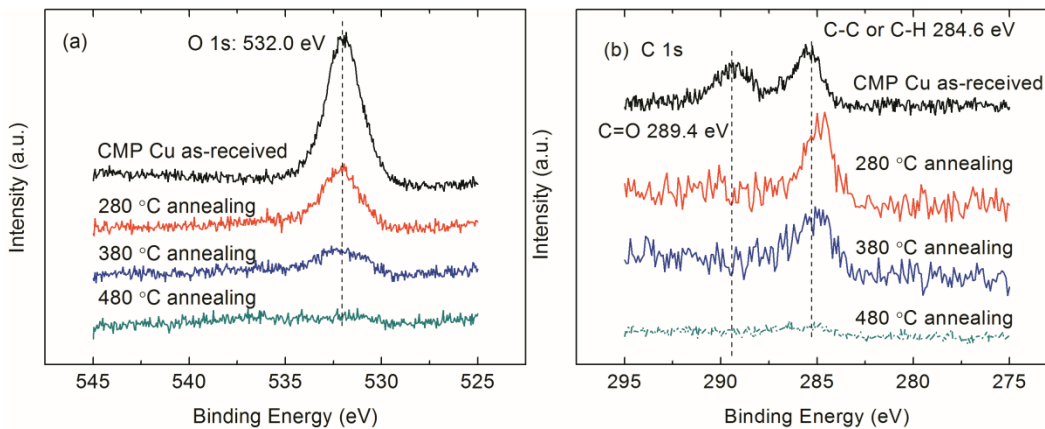 (a)
O 1s: 532.0 eV
CMP Cu as-received
280 °C annealing
380 °C annealing
480 °C annealing
Intensity (a.u.)
545 540 535 530 525
Binding Energy (eV)
(b) C 1s
C-C or C-H 284.6 eV
CMP Cu as-received
C=O 289.4 eV
280 °C annealing
380 °C annealing
480 °C annealing
Intensity (a.u.)
295 290 285 280 275
Binding Energy (eV)